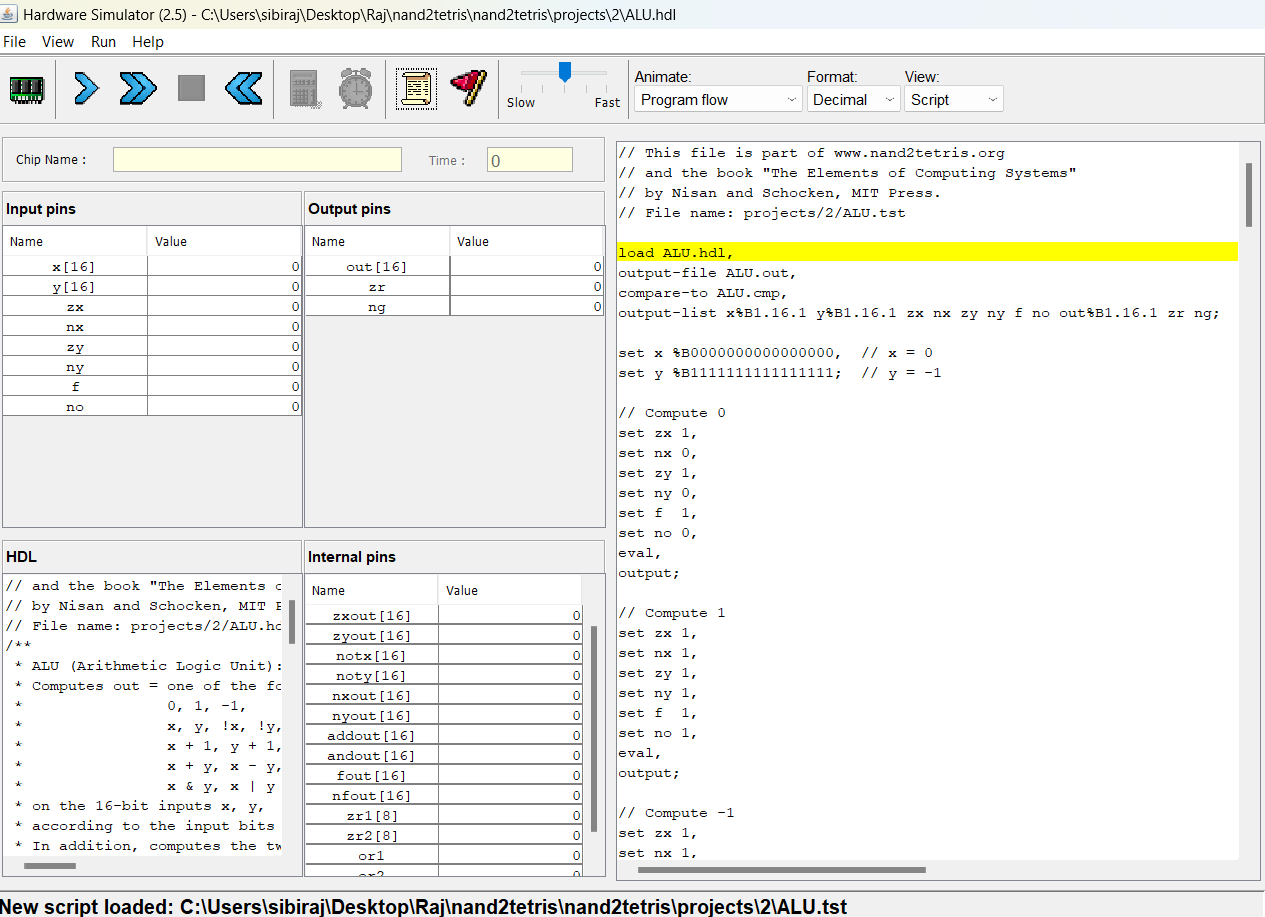 Hardware Simulator (2.5) - C:\Users\sibiraj\Desktop\Raj\nand2tetris\nand2tetris\projects\2\ALU.hdl
File View Run Help
Slow Fast
Animate: Format: View:
Program flow Decimal Script
Chip Name : Time : 0
Input pins
Name Value
x[16] 0
y[16] 0
zx 0
nx 0
zy 0
ny 0
f 0
no 0
Output pins
Name Value
out[16] 0
zr 0
ng 0
HDL
// and the book "The Elements
// by Nisan and Schocken, MIT
// File name: projects/2/ALU.
/**
* ALU (Arithmetic Logic Unit):
* Computes out = one of the
* 0, 1, -1,
* x, y, !x, !y,
* x + 1, y + 1,
* x + y, x - y,
* x & y, x | y
* on the 16-bit inputs x, y,
* according to the input bits
* In addition, computes the
Internal pins
Name Value
zxout[16] 0
zyout[16] 0
notx[16] 0
noty[16] 0
nxout[16] 0
nyout[16] 0
addout[16] 0
andout[16] 0
fout[16] 0
nfout[16] 0
zr1[8] 0
zr2[8] 0
or1 0
// This file is part of www.nand2tetris.org
// and the book "The Elements of Computing Systems"
// by Nisan and Schocken, MIT Press.
// File name: projects/2/ALU.tst
load ALU.hdl,
output-file ALU.out,
compare-to ALU.cmp,
output-list x%B1.16.1 y%B1.16.1 zx nx zy ny f no out%B1.16.1 zr ng;
set x %B0000000000000000, // x = 0
set y %B1111111111111111; // y = -1
// Compute 0
set zx 1,
set nx 0,
set zy 1,
set ny 0,
set f 1,
set no 0,
eval,
output;
// Compute 1
set zx 1,
set nx 1,
set zy 1,
set ny 1,
set f 1,
set no 1,
eval,
output;
// Compute -1
set zx 1,
set nx 1,
New script loaded: C:\Users\sibiraj\Desktop\Raj\nand2tetris\nand2tetris\projects\2\ALU.tst